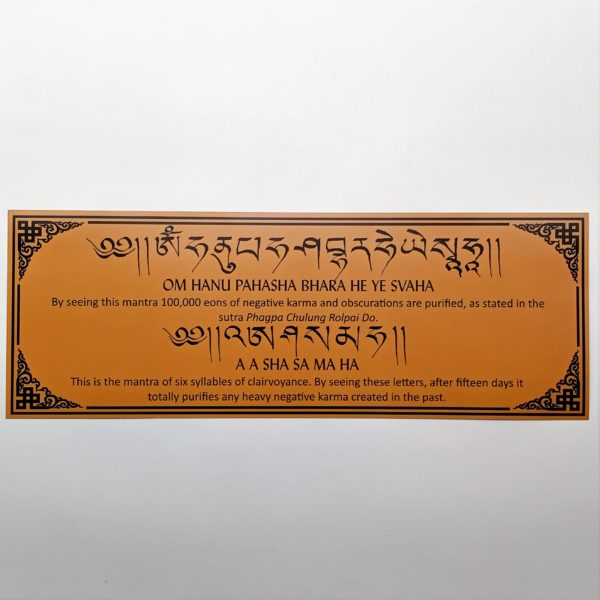 ༄༅།།ༀ་ཧ་ནུ་པ་ཧ་ཤ་བྷ་ར་ཧེ་ཡེ་སྭཱ་ཧཱ།།
OM HANU PAHASHA BHARA HE YE SVAHA
By seeing this mantra 100,000 eons of negative karma and obscurations are purified, as stated in the
sutra Phagpa Chulung Rolpai Do.
༄༅།།འ་ཨ་ཤ་ས་མ་ཧ།།
A A SHA SA MA HA
This is the mantra of six syllables of clairvoyance. By seeing these letters, after fifteen days it
totally purifies any heavy negative karma created in the past.